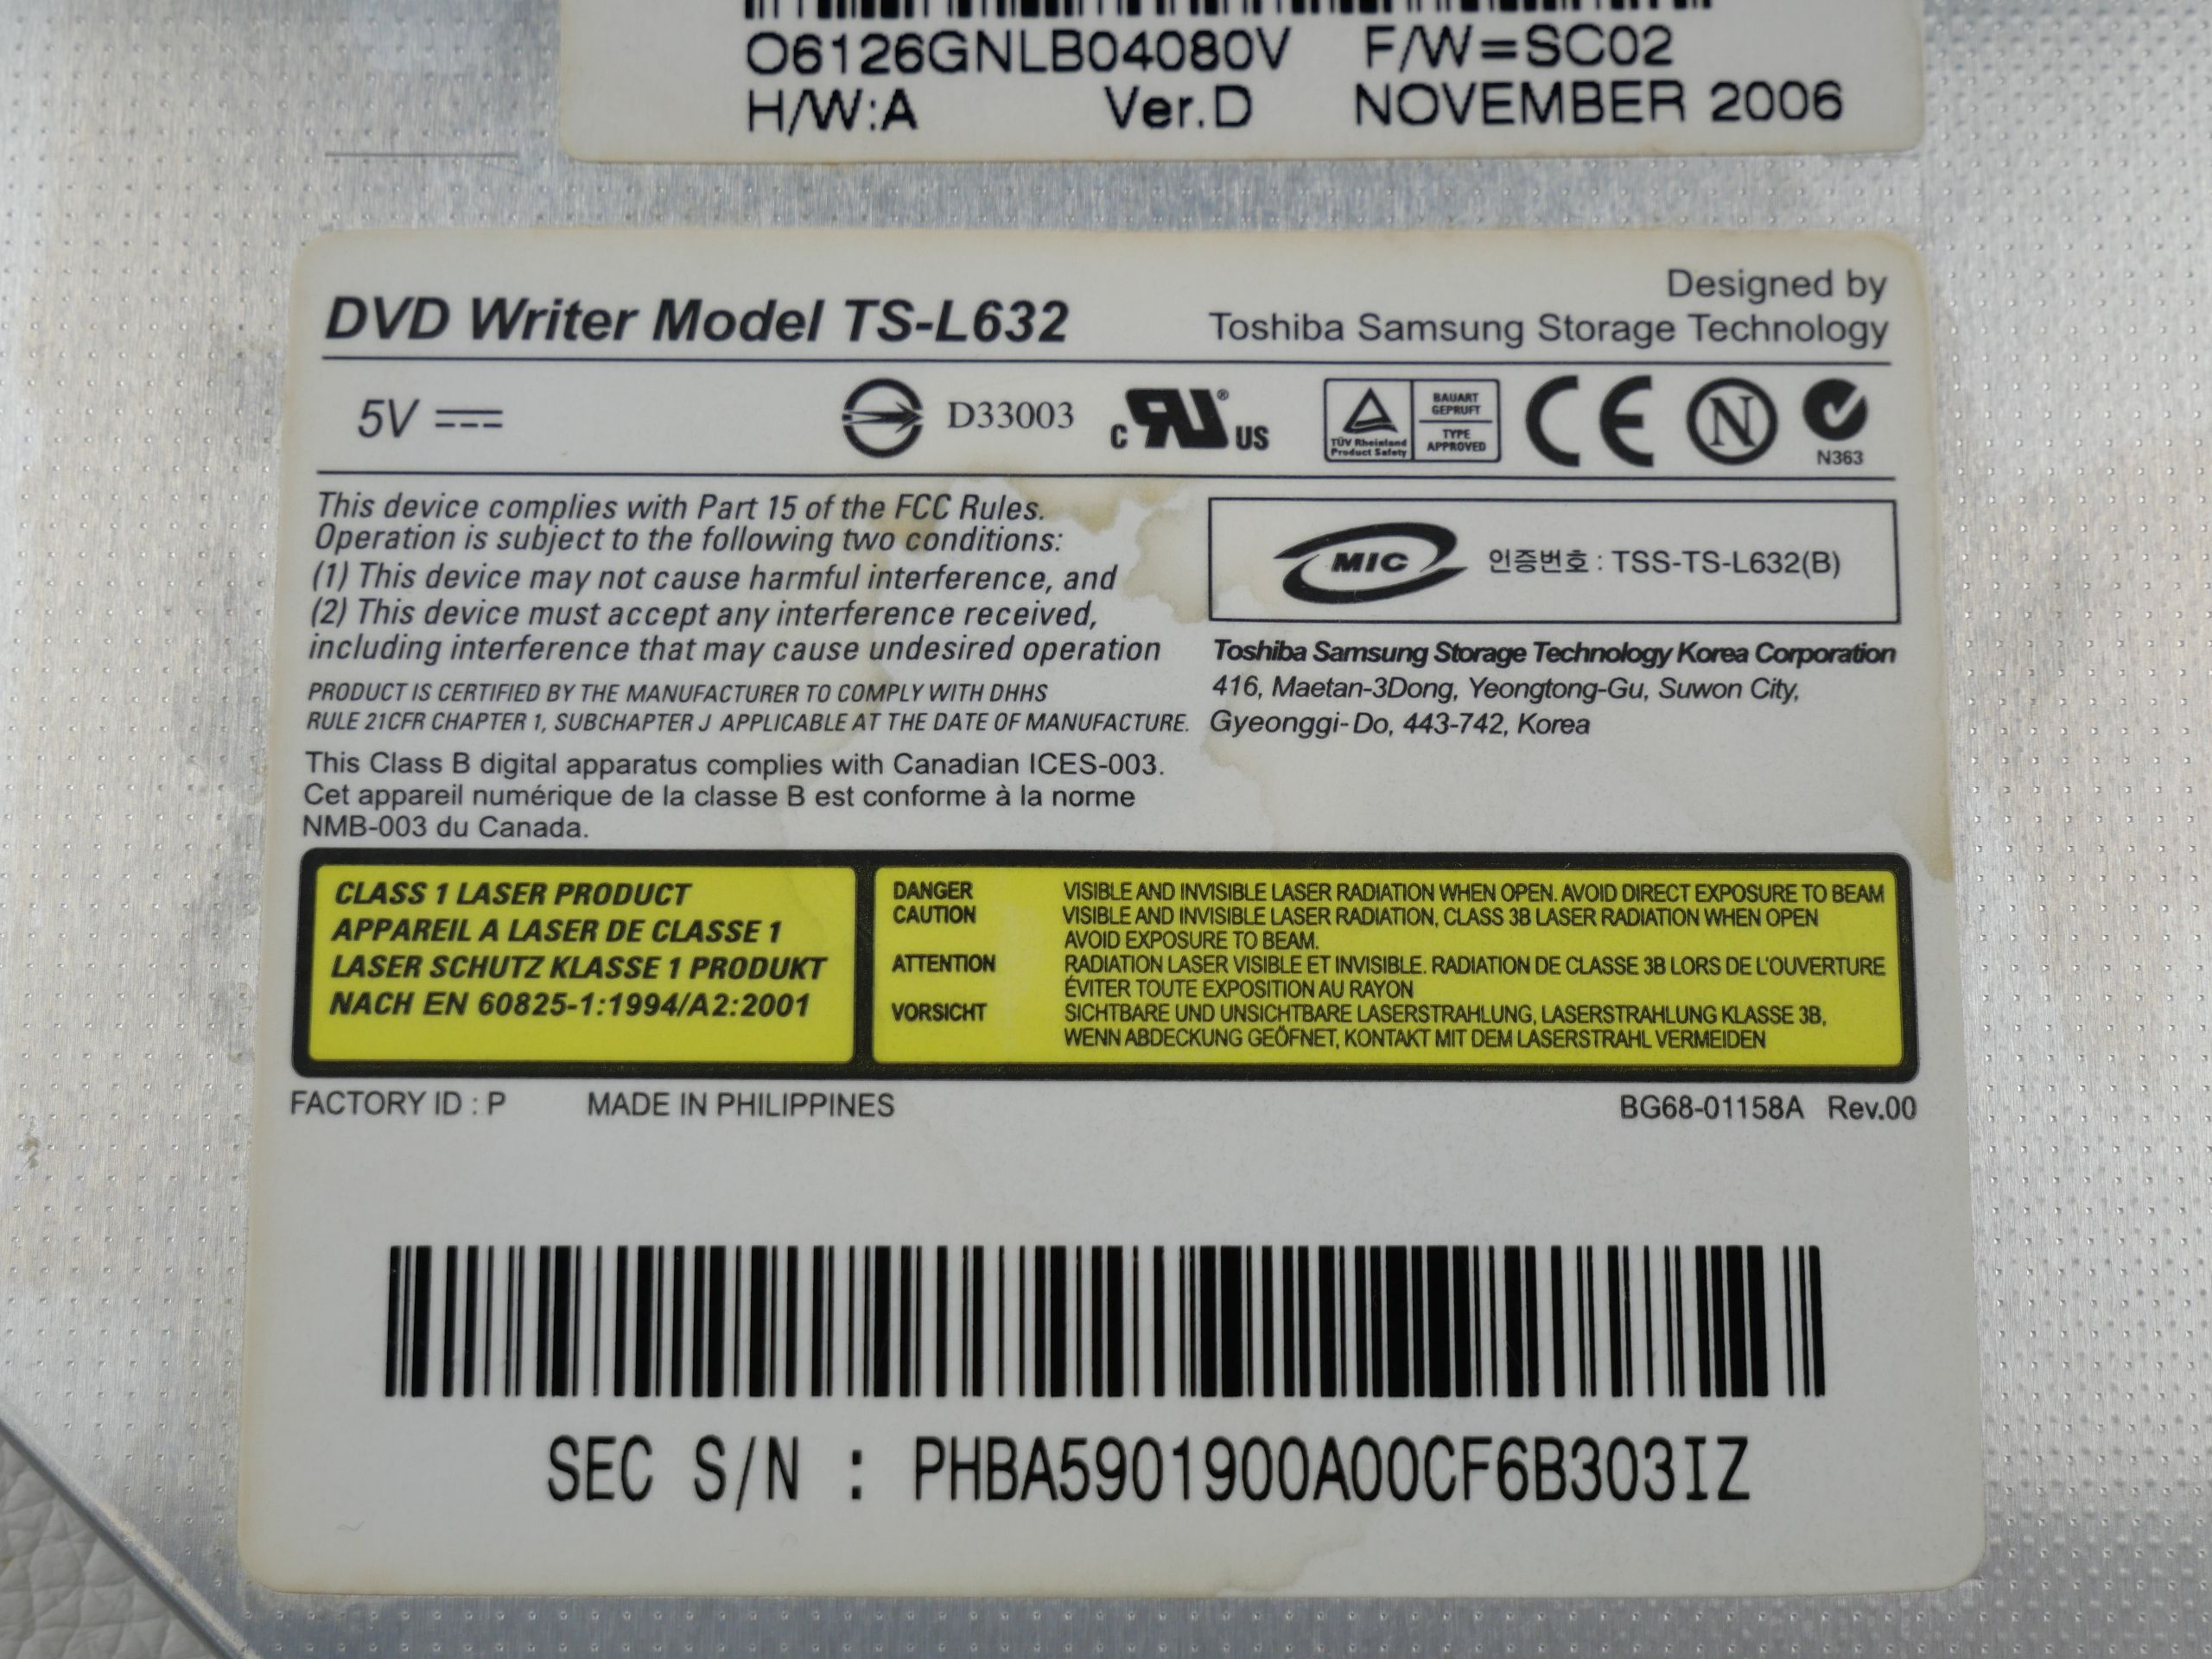 O6126GNLB04080V F/W=SC02
H/W:A Ver.D NOVEMBER 2006
Designed by
DVD Writer Model TS-L632 Toshiba Samsung Storage Technology
5V D33003 c RU ® US TÜV Rheinland Product Safety BAUART GEPRUFT TYPE APPROVED CE N N363
This device complies with Part 15 of the FCC Rules.
Operation is subject to the following two conditions:
(1) This device may not cause harmful interference, and
(2) This device must accept any interference received,
including interference that may cause undesired operation
PRODUCT IS CERTIFIED BY THE MANUFACTURER TO COMPLY WITH DHHS
RULE 21CFR CHAPTER 1, SUBCHAPTER J APPLICABLE AT THE DATE OF MANUFACTURE.
This Class B digital apparatus complies with Canadian ICES-003.
Cet appareil numérique de la classe B est conforme à la norme
NMB-003 du Canada.
MIC 인증번호 : TSS-TS-L632(B)
Toshiba Samsung Storage Technology Korea Corporation
416, Maetan-3Dong, Yeongtong-Gu, Suwon City,
Gyeonggi-Do, 443-742, Korea
CLASS 1 LASER PRODUCT
APPAREIL A LASER DE CLASSE 1
LASER SCHUTZ KLASSE 1 PRODUKT
NACH EN 60825-1:1994/A2:2001
DANGER VISIBLE AND INVISIBLE LASER RADIATION WHEN OPEN. AVOID DIRECT EXPOSURE TO BEAM
CAUTION VISIBLE AND INVISIBLE LASER RADIATION, CLASS 3B LASER RADIATION WHEN OPEN
AVOID EXPOSURE TO BEAM.
ATTENTION RADIATION LASER VISIBLE ET INVISIBLE. RADIATION DE CLASSE 3B LORS DE L'OUVERTURE
ÉVITER TOUTE EXPOSITION AU RAYON
VORSICHT SICHTBARE UND UNSICHTBARE LASERSTRAHLUNG, LASERSTRAHLUNG KLASSE 3B,
WENN ABDECKUNG GEÖFNET, KONTAKT MIT DEM LASERSTRAHL VERMEIDEN
FACTORY ID : P MADE IN PHILIPPINES BG68-01158A Rev.00
SEC S/N : PHBA5901900A00CF6B303IZ